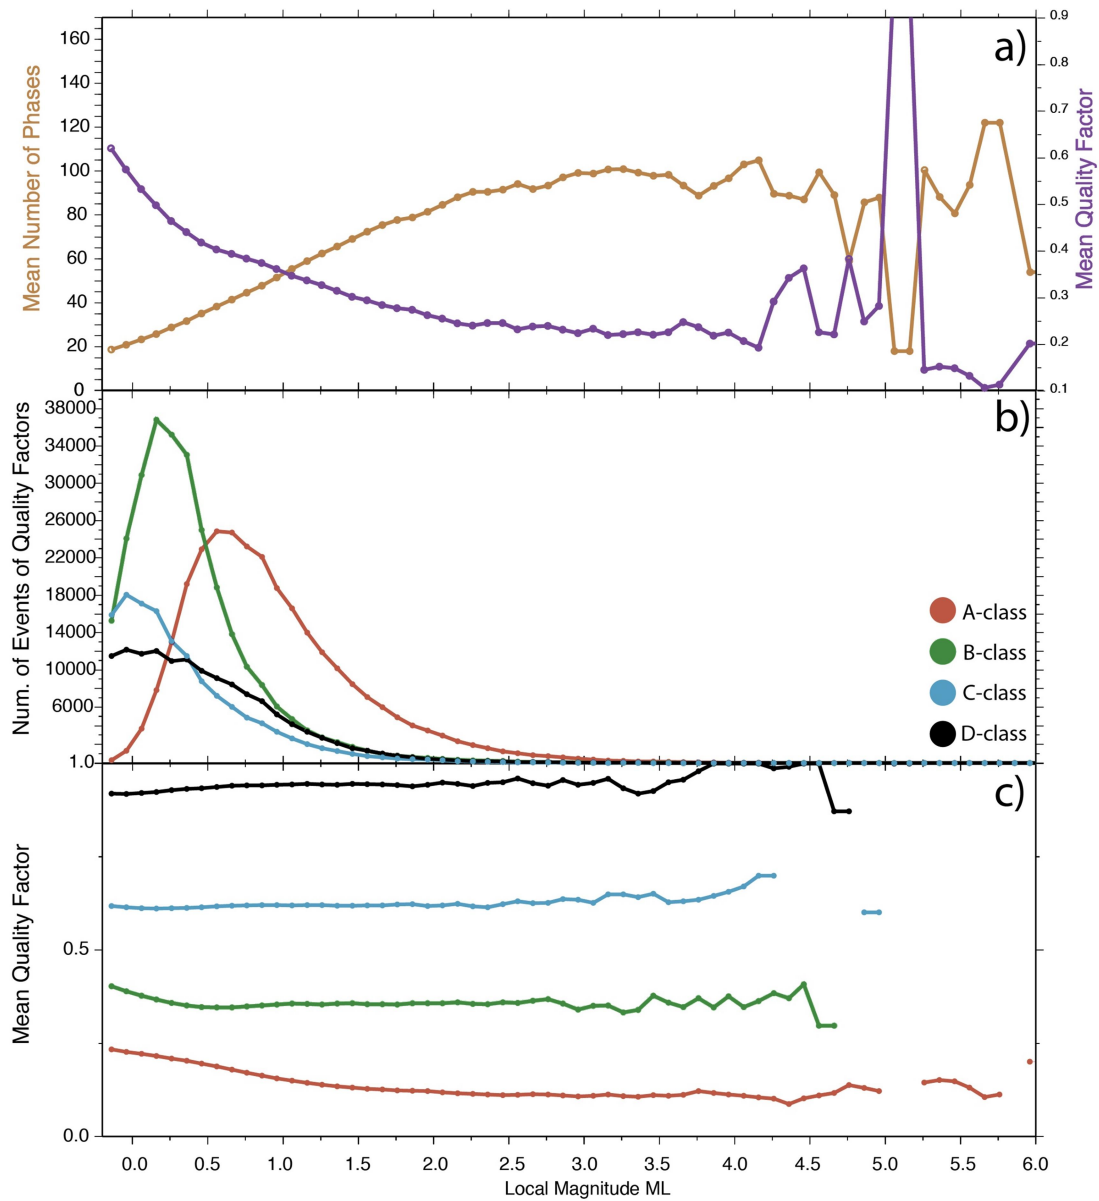 a)
Mean Number of Phases
160
140
120
100
80
60
40
20
0
0.9
0.8
0.7
0.6
0.5
0.4
0.3
0.2
0.1
Mean Quality Factor
b)
Num. of Events of Quality Factors
38000
34000
30000
26000
22000
18000
14000
10000
6000
A-class
B-class
C-class
D-class
c)
Mean Quality Factor
1.0
0.5
0.0
0.0 0.5 1.0 1.5 2.0 2.5 3.0 3.5 4.0 4.5 5.0 5.5 6.0
Local Magnitude ML